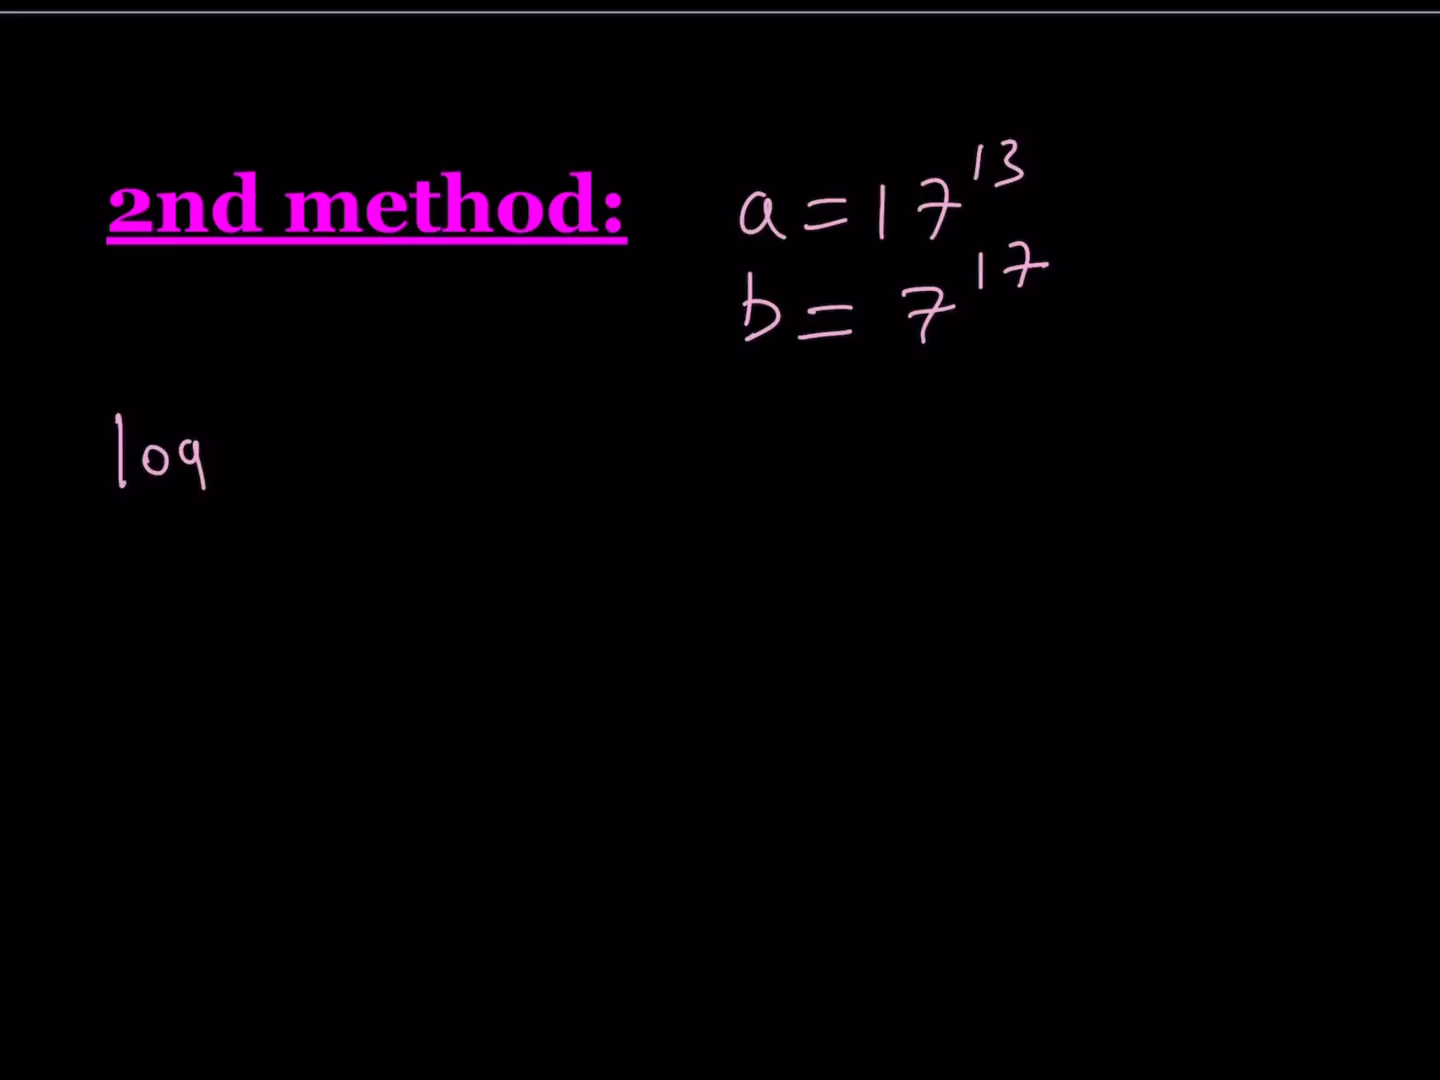 2nd method:
a = 17^13
b = 7^17
log